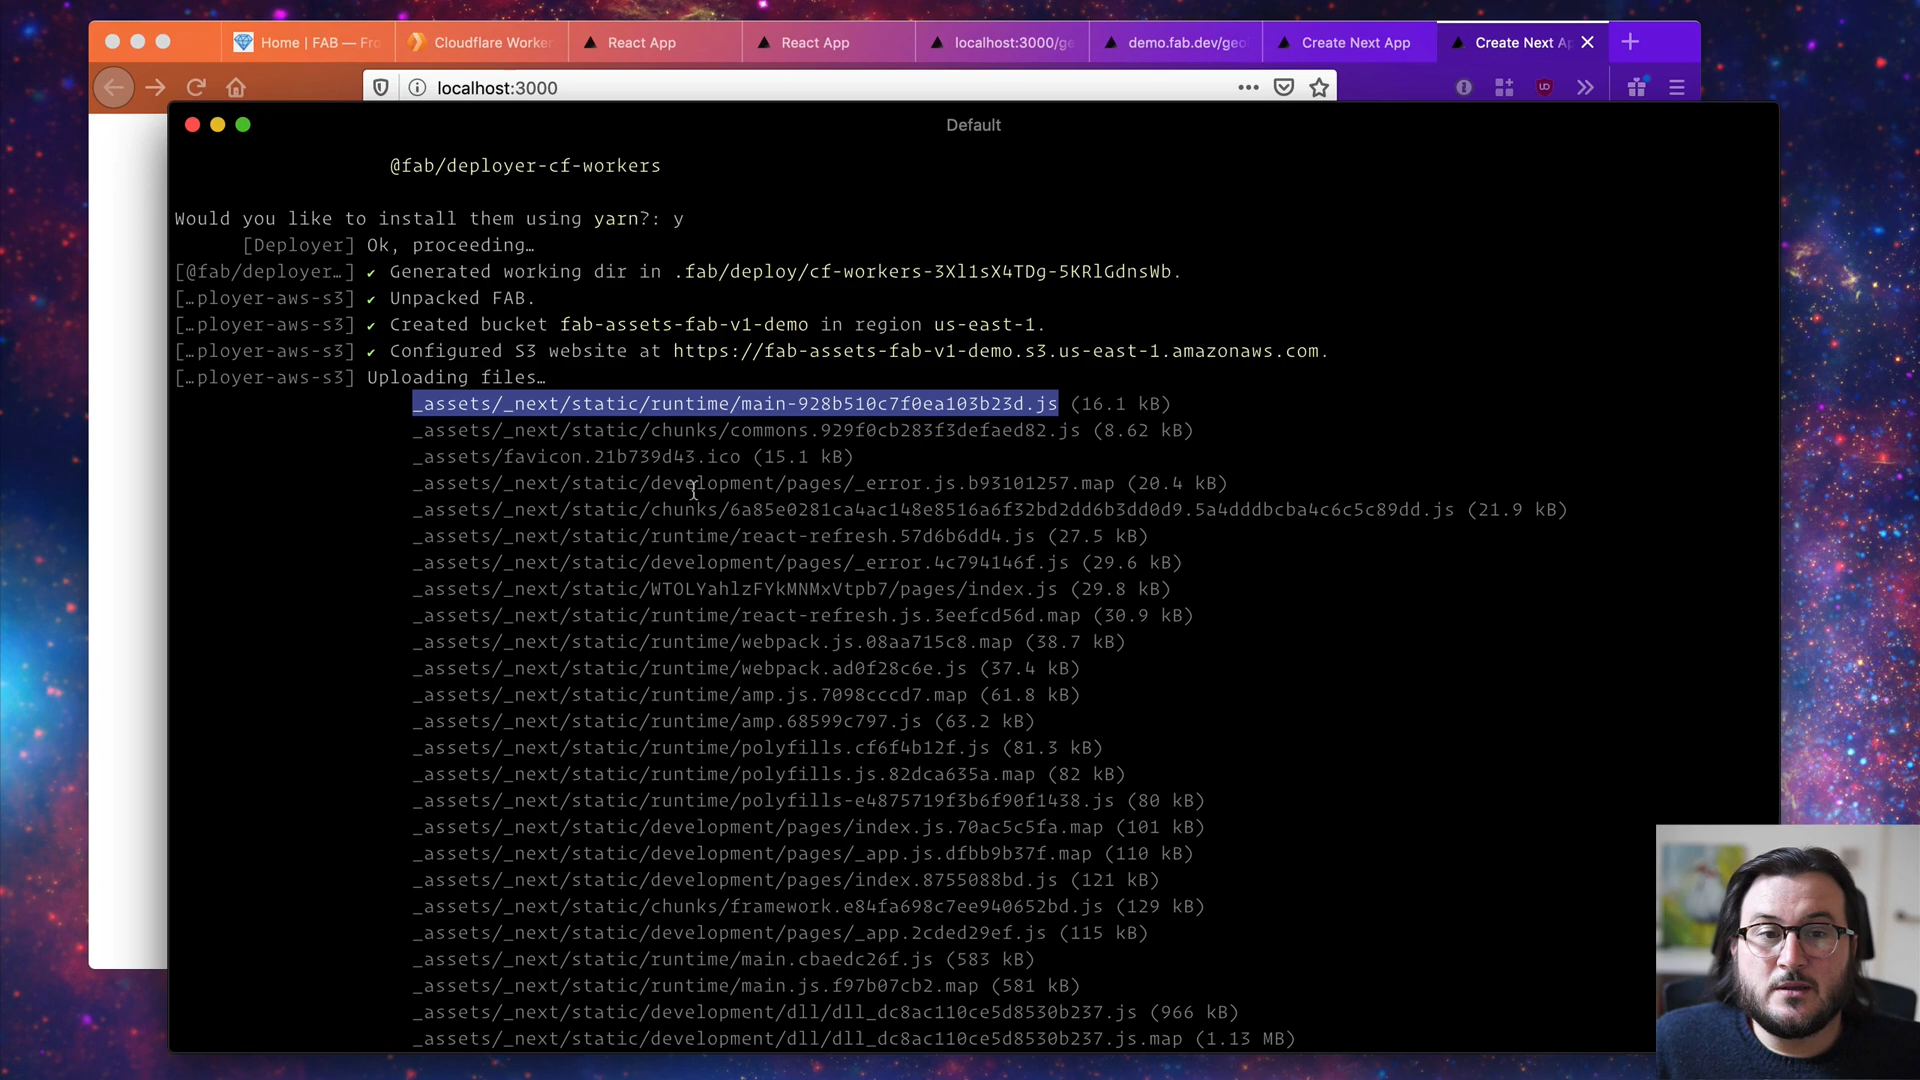 Home | FAB — Fro
Cloudflare Worker
React App
React App
localhost:3000/ge
demo.fab.dev/geo
Create Next App
Create Next Ap
localhost:3000
Default
@fab/deployer-cf-workers
Would you like to install them using yarn?: y
[Deployer] Ok, proceeding…
[@fab/deployer…] ✔ Generated working dir in .fab/deploy/cf-workers-3Xl1sX4TDg-5KRlGdnsWb.
[…ployer-aws-s3] ✔ Unpacked FAB.
[…ployer-aws-s3] ✔ Created bucket fab-assets-fab-v1-demo in region us-east-1.
[…ployer-aws-s3] ✔ Configured S3 website at https://fab-assets-fab-v1-demo.s3.us-east-1.amazonaws.com.
[…ployer-aws-s3] Uploading files…
_assets/_next/static/runtime/main-928b510c7f0ea103b23d.js (16.1 kB)
_assets/_next/static/chunks/commons.929f0cb283f3defaed82.js (8.62 kB)
_assets/favicon.21b739d43.ico (15.1 kB)
_assets/_next/static/development/pages/_error.js.b93101257.map (20.4 kB)
_assets/_next/static/chunks/6a85e0281ca4ac148e8516a6f32bd2dd6b3dd0d9.5a4dddbcba4c6c5c89dd.js (21.9 kB)
_assets/_next/static/runtime/react-refresh.57d6b6dd4.js (27.5 kB)
_assets/_next/static/development/pages/_error.4c794146f.js (29.6 kB)
_assets/_next/static/WTOLYahlzFYkMNMxVtpb7/pages/index.js (29.8 kB)
_assets/_next/static/runtime/react-refresh.js.3eefcd56d.map (30.9 kB)
_assets/_next/static/runtime/webpack.js.08aa715c8.map (38.7 kB)
_assets/_next/static/runtime/webpack.ad0f28c6e.js (37.4 kB)
_assets/_next/static/runtime/amp.js.7098cccd7.map (61.8 kB)
_assets/_next/static/runtime/amp.68599c797.js (63.2 kB)
_assets/_next/static/runtime/polyfills.cf6f4b12f.js (81.3 kB)
_assets/_next/static/runtime/polyfills.js.82dca635a.map (82 kB)
_assets/_next/static/runtime/polyfills-e4875719f3b6f90f1438.js (80 kB)
_assets/_next/static/development/pages/index.js.70ac5c5fa.map (101 kB)
_assets/_next/static/development/pages/_app.js.dfbb9b37f.map (110 kB)
_assets/_next/static/development/pages/index.8755088bd.js (121 kB)
_assets/_next/static/chunks/framework.e84fa698c7ee940652bd.js (129 kB)
_assets/_next/static/development/pages/_app.2cded29ef.js (115 kB)
_assets/_next/static/runtime/main.cbaedc26f.js (583 kB)
_assets/_next/static/runtime/main.js.f97b07cb2.map (581 kB)
_assets/_next/static/development/dll/dll_dc8ac110ce5d8530b237.js (966 kB)
_assets/_next/static/development/dll/dll_dc8ac110ce5d8530b237.js.map (1.13 MB)